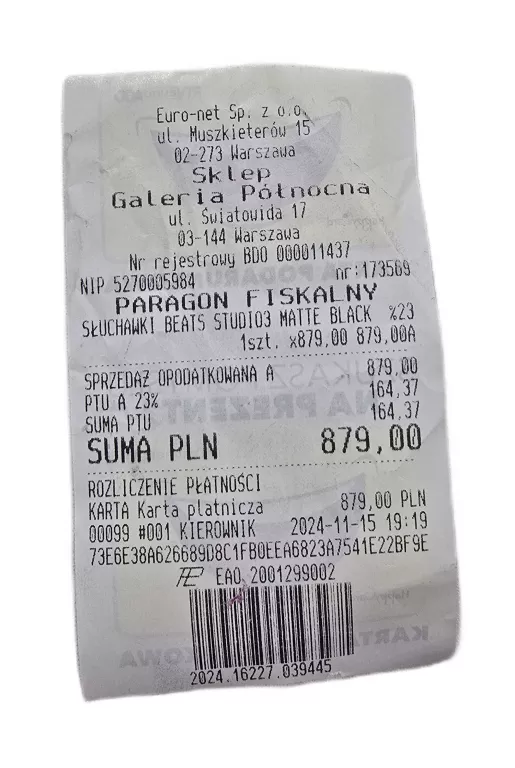 Euro-net Sp. z o.o.
ul. Muszkieterów 15
02-273 Warszawa
Sklep
Galeria Północna
ul. Światowida 17
03-144 Warszawa
Nr rejestrowy BDO 000011437
NIP 5270005984 nr:173569
PARAGON FISKALNY
SŁUCHAWKI BEATS STUDIO3 MATTE BLACK %23
1szt. x879,00 879,00A
SPRZEDAŻ OPODATKOWANA A 879,00
PTU A 23% 164,37
SUMA PTU 164,37
SUMA PLN 879,00
ROZLICZENIE PŁATNOŚCI
KARTA Karta płatnicza 879,00 PLN
00099 #001 KIEROWNIK 2024-11-15 19:19
73E6E38A626689D8C1FB0EEA6823A7541E22BF9E
EAO 2001299002
2024.16227.039445